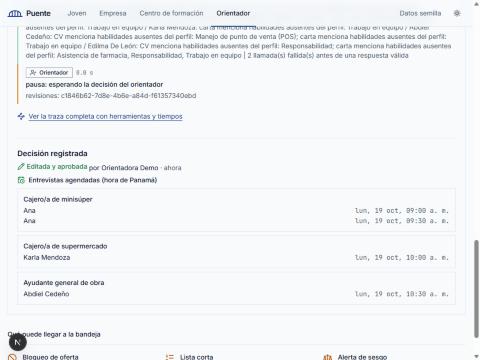 Puente
Joven
Empresa
Centro de formación
Orientador
Datos semilla
ausentes del perfil: Trabajo en equipo / Karla Mendoza: carta menciona habilidades ausentes del perfil: Trabajo en equipo / Abdiel
Cedeño: CV menciona habilidades ausentes del perfil: Manejo de punto de venta (POS); carta menciona habilidades ausentes del perfil:
Trabajo en equipo / Edilma De León: CV menciona habilidades ausentes del perfil: Responsabilidad; carta menciona habilidades ausentes
del perfil: Asistencia de facturas, Responsabilidad, Trabajo en equipo | 2 llamada(s) fallida(s) antes de una respuesta válida
Orientador 0.0 s
pausa: esperando la decisión del orientador
revisiones: c1846b62-7d8e-4b6e-a84d-f61357340ebd
Ver la traza completa con herramientas y tiempos
Decisión registrada
Editada y aprobada por Orientadora Demo · ahora
Entrevistas agendadas (hora de Panamá)
Cajero/a de minisúper
Ana lun, 19 oct, 09:00 a. m.
Ana lun, 19 oct, 09:30 a. m.
Cajero/a de supermercado
Karla Mendoza lun, 19 oct, 10:00 a. m.
Ayudante general de obra
Abdiel Cedeño lun, 19 oct, 10:30 a. m.
puede llegar a la bandeja
N
Bloqueo de oferta
Lista corta
Alerta de sesgo